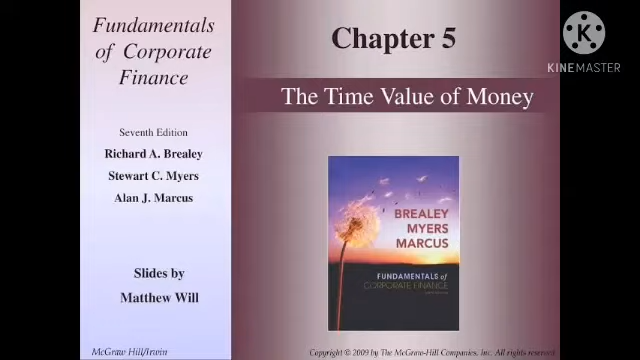 Fundamentals
of Corporate
Finance
Seventh Edition
Richard A. Brealey
Stewart C. Myers
Alan J. Marcus
Slides by
Matthew Will
McGraw Hill/Irwin
Chapter 5
KINEMASTER
The Time Value of Money
BREALEY
MYERS
MARCUS
FUNDAMENTALS of
CORPORATE FINANCE
Copyright © 2009 by The McGraw-Hill Companies, Inc. All rights reserved